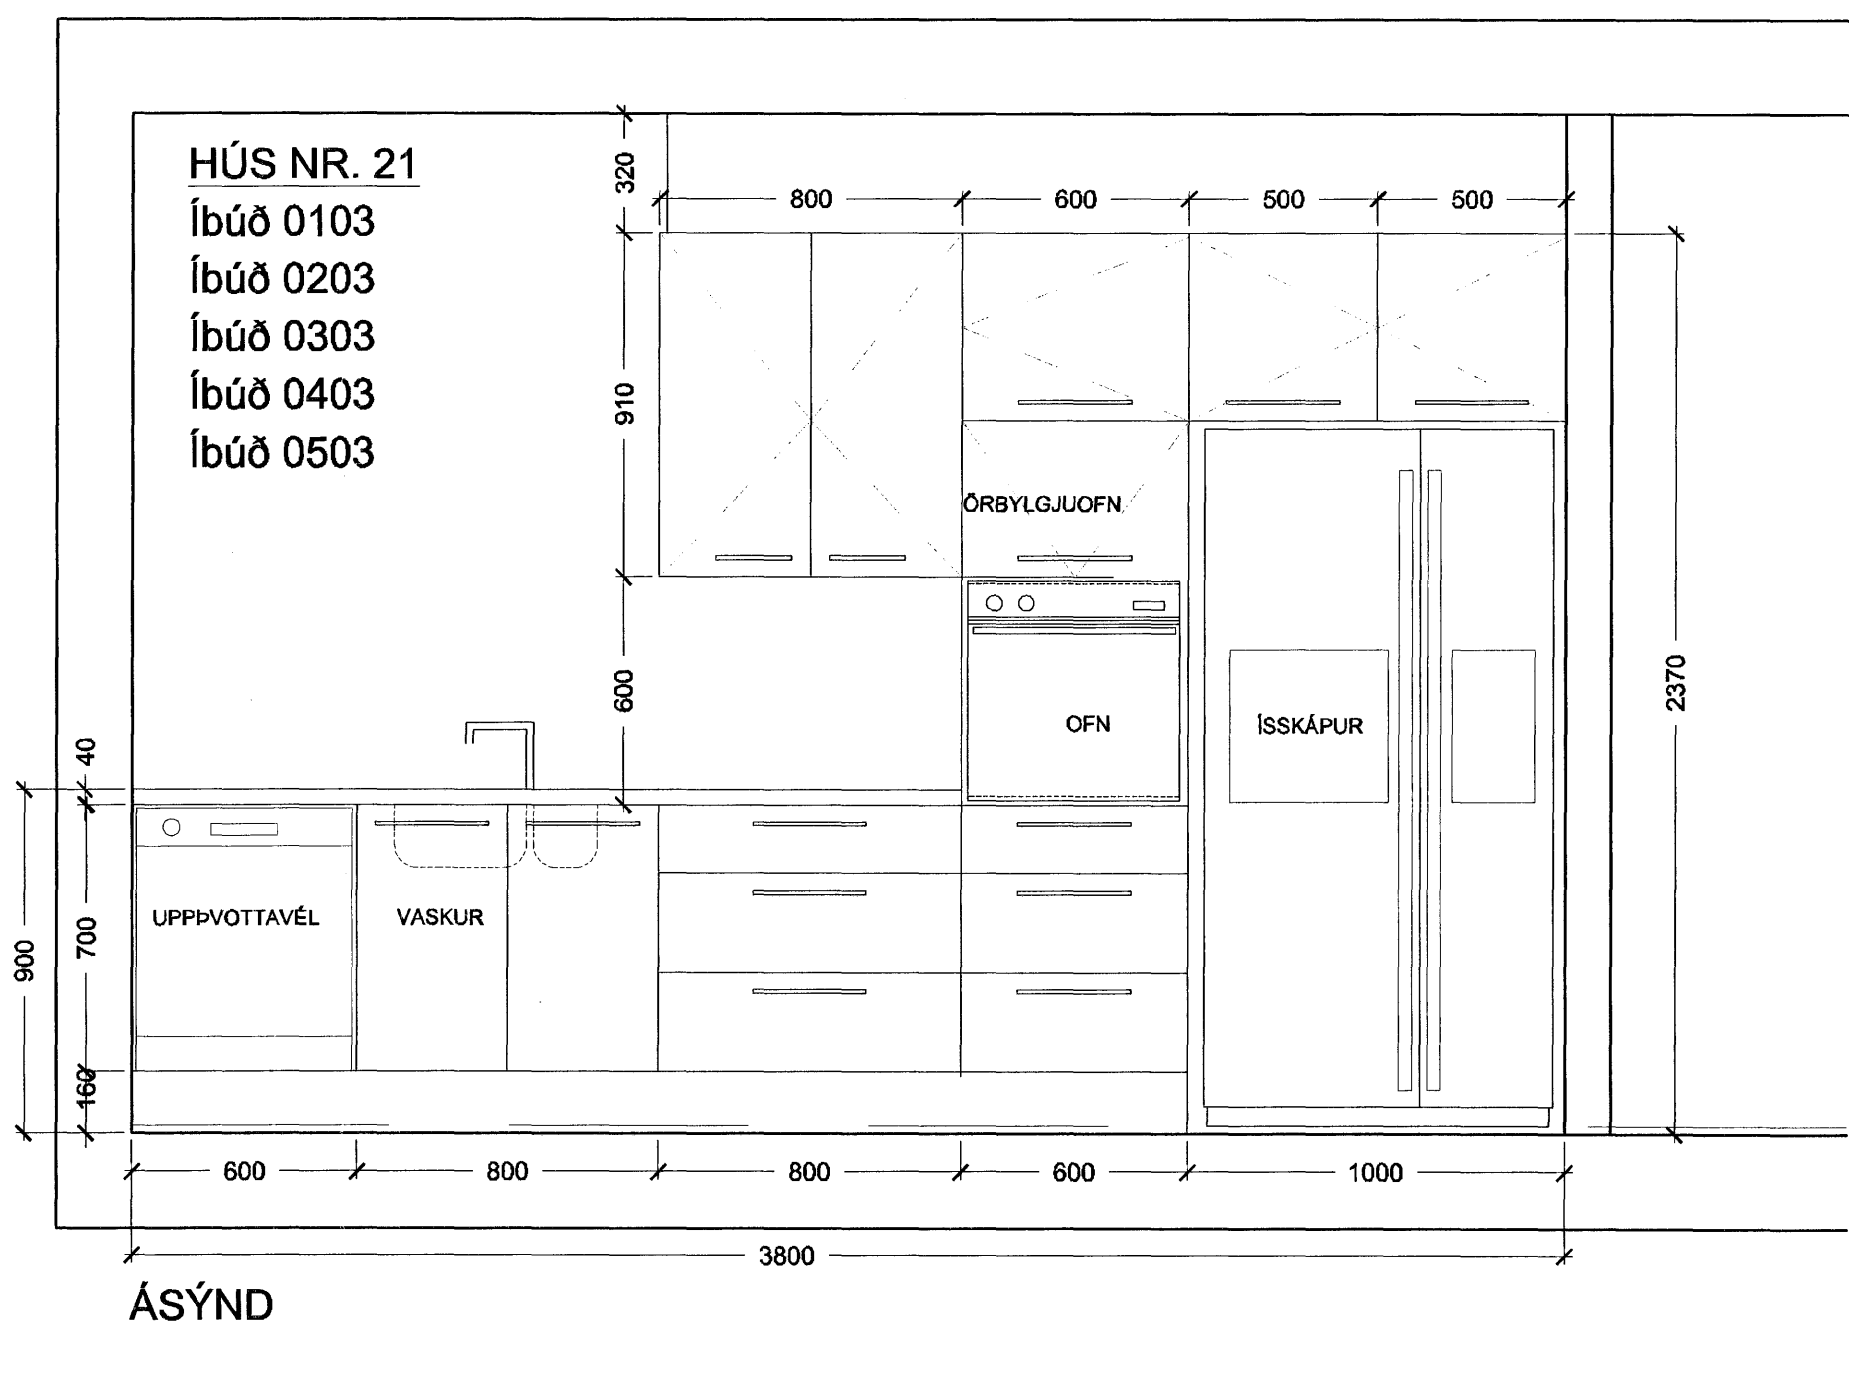 HÚS NR. 21
Íbúð 0103
Íbúð 0203
Íbúð 0303
Íbúð 0403
Íbúð 0503
320
800 600 500 500
910
ÖRBYLGJUOFN
600
OFN
ÍSSKÁPUR
2370
40
900
700
160
UPPÞVOTTAVÉL
VASKUR
600 800 800 600 1000
3800
ÁSÝND